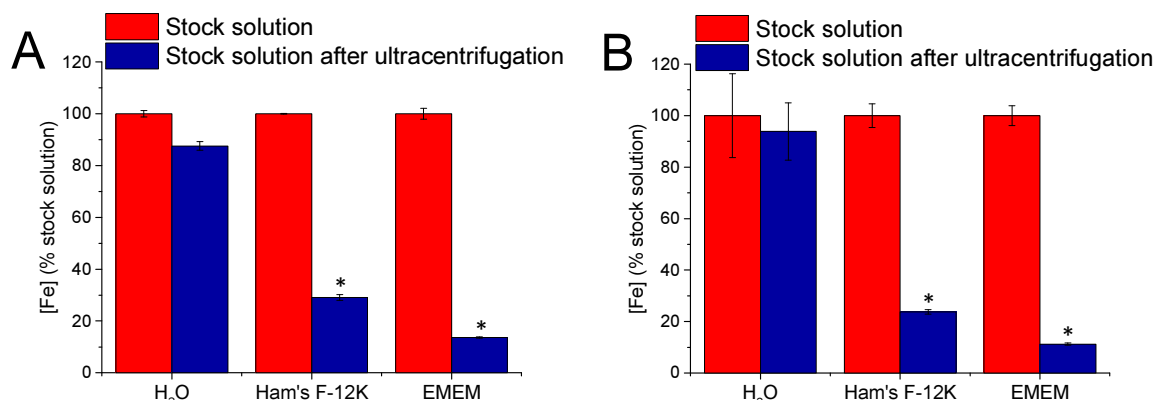 A
Stock solution
Stock solution after ultracentrifugation
120
100
80
60
40
20
0
[Fe] (% stock solution)
*
*
H₂O
Ham's F-12K
EMEM
B
Stock solution
Stock solution after ultracentrifugation
120
100
80
60
40
20
0
[Fe] (% stock solution)
*
*
H₂O
Ham's F-12K
EMEM